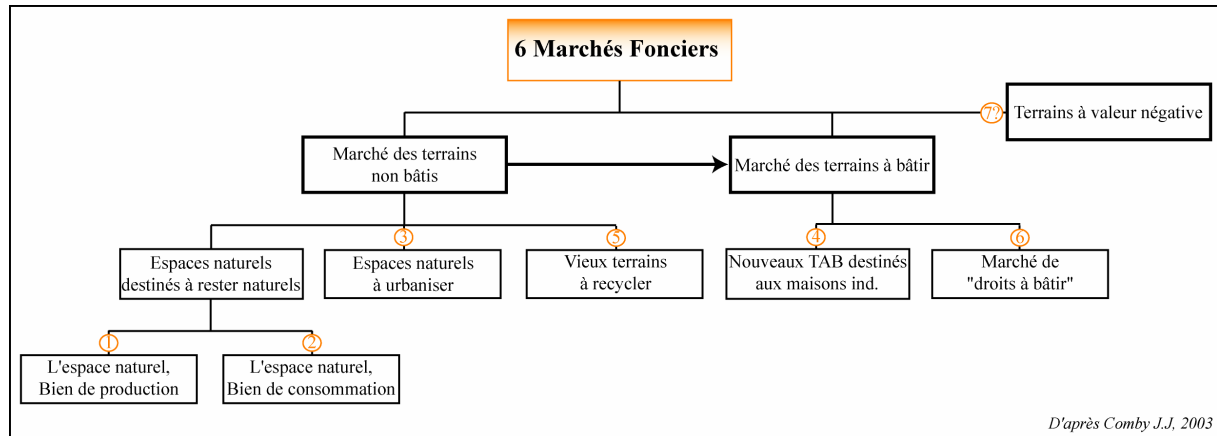 6 Marchés Fonciers
7?
Terrains à valeur négative
Marché des terrains
non bâtis
Marché des terrains à bâtir
3
5
4
6
Espaces naturels
destinés à rester naturels
Espaces naturels
à urbaniser
Vieux terrains
à recycler
Nouveaux TAB destinés
aux maisons ind.
Marché de
"droits à bâtir"
1
2
L'espace naturel,
Bien de production
L'espace naturel,
Bien de consommation
D'après Comby J.J, 2003